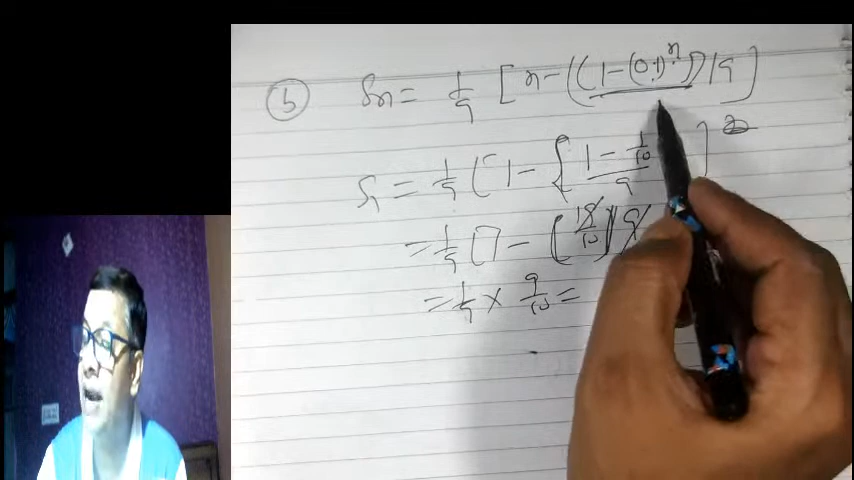 (b) Sn = 1/9 [ n - ((1-(0.1)^n))/9 ]
S1 = 1/9 [ 1 - { 1 - 1/10 / 9 ]
= 1/9 [ 1 - ( 9/10 )/9
= 1/9 × 9/10 =